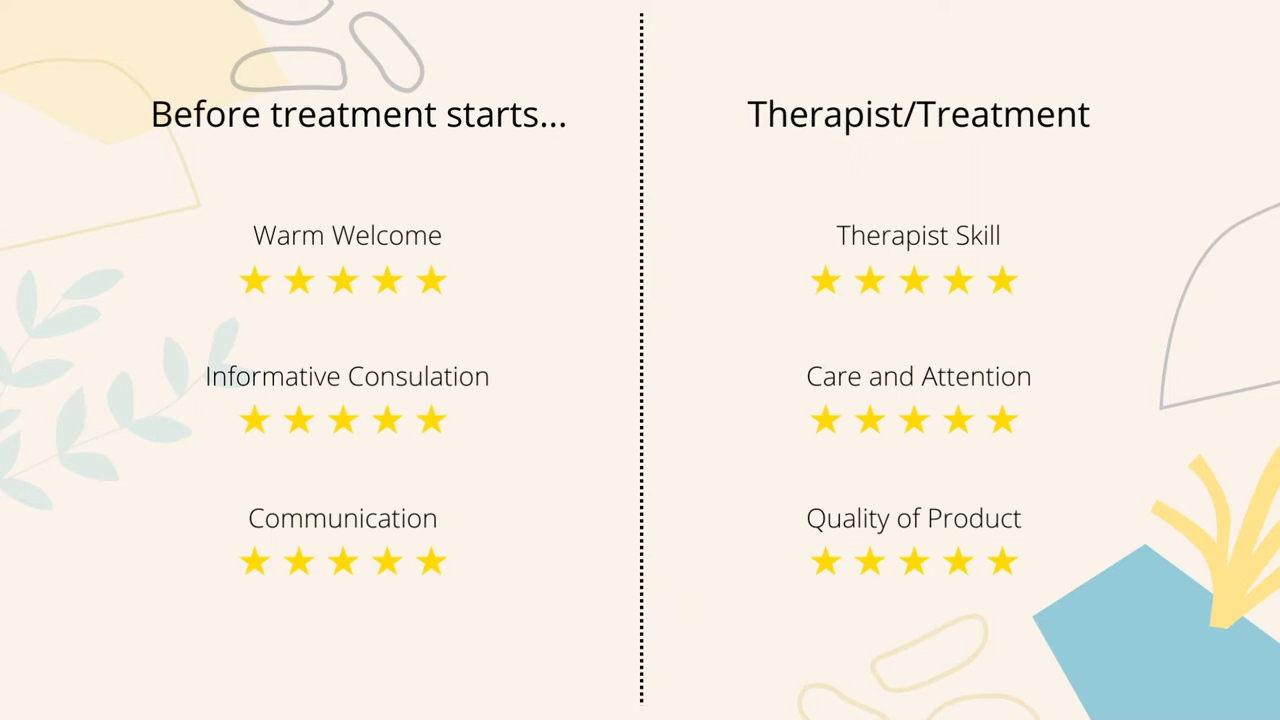 Before treatment starts...
Warm Welcome
Informative Consulation
Communication
Therapist/Treatment
Therapist Skill
Care and Attention
Quality of Product